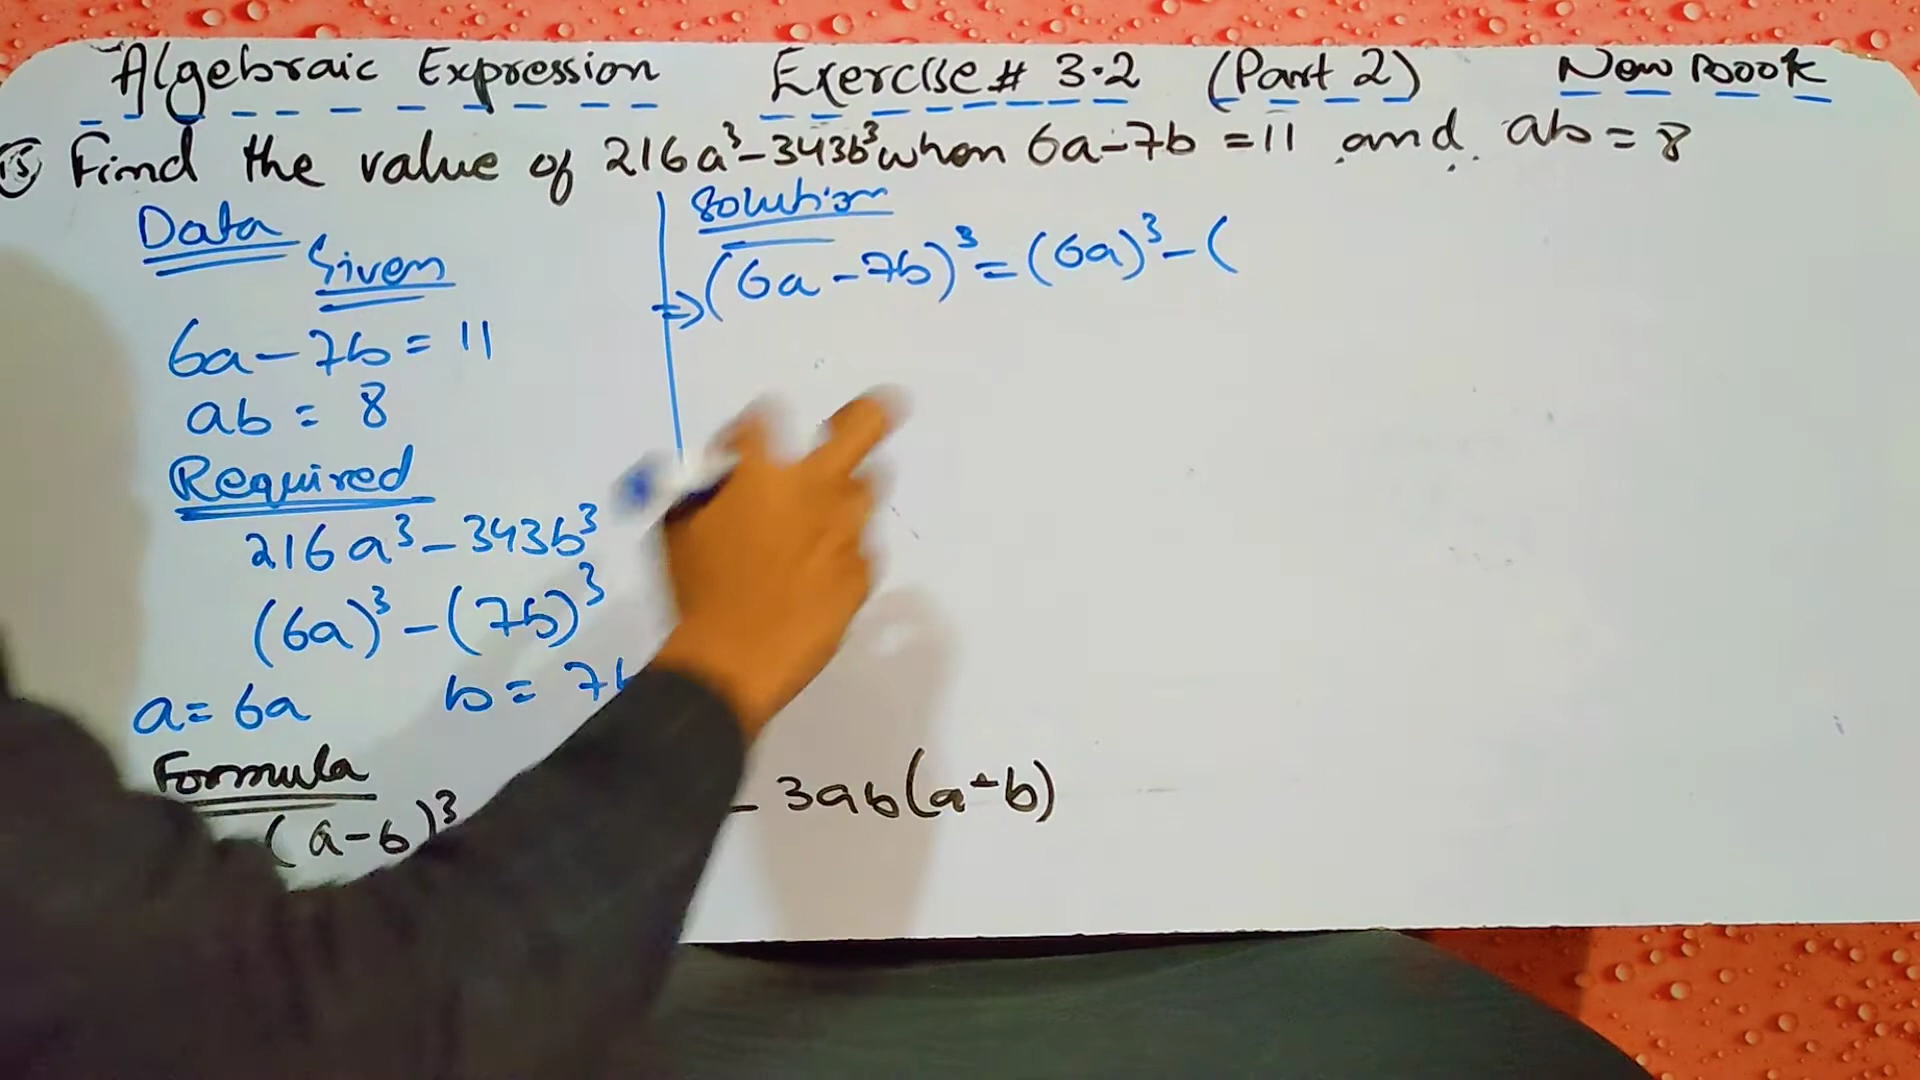 Algebraic Expression Exercise # 3.2 (Part 2) New Book
Find the value of 216a³-343b³ when 6a-7b = 11 and ab = 8
Data
Given
6a-7b = 11
ab = 8
Required
216a³-343b³
(6a)³-(7b)³
a = 6a b = 7b
Formula
(a-b)³ - 3ab(a-b)
Solution
⇒(6a-7b)³ = (6a)³-(